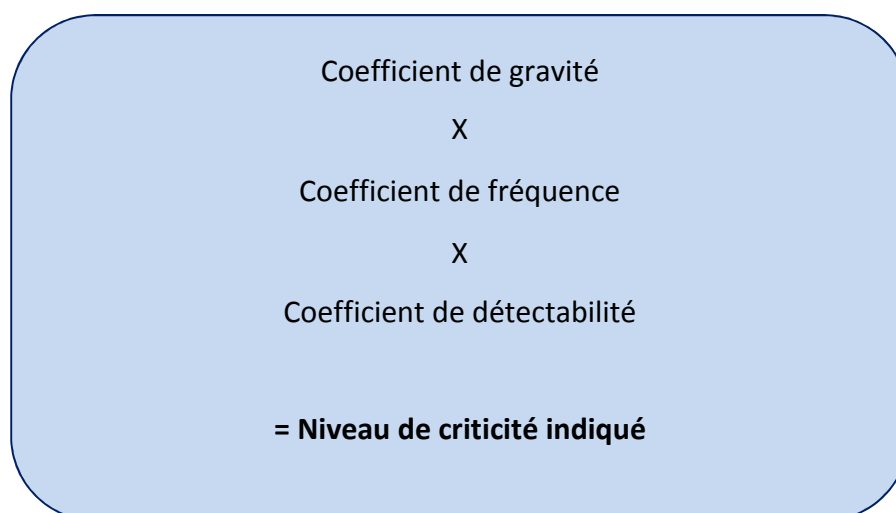 Coefficient de gravité
X
Coefficient de fréquence
X
Coefficient de détectabilité
= Niveau de criticité indiqué